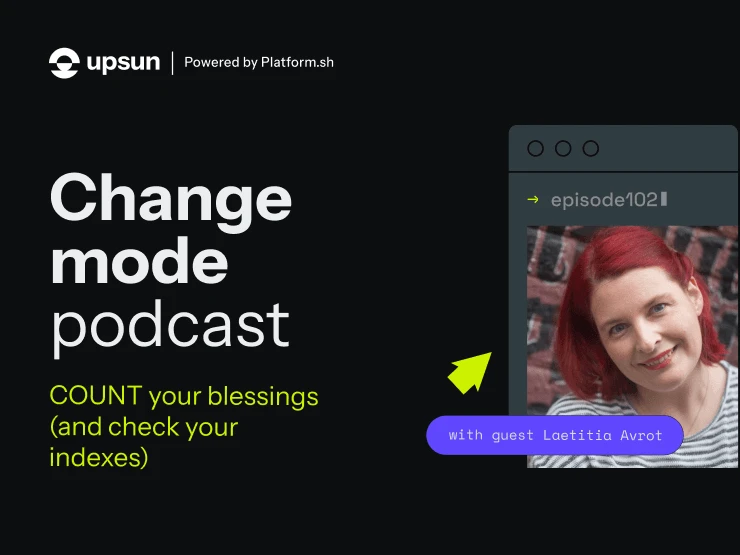 upsun
Powered by Platform.sh
Change
mode
podcast
COUNT your blessings
(and check your
indexes)
→ episode102
with guest Laetitia Avrot